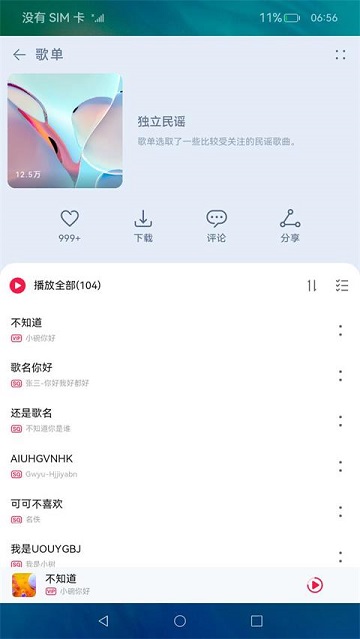 没有 SIM 卡
11%
06:56
歌单
独立民谣
歌单选取了一些比较受关注的民谣歌曲。
12.5万
999+
下载
评论
分享
播放全部(104)
不知道
VIP 小碗你好
歌名你好
SQ 张三-你好我好都好
还是歌名
SQ 不知道你是谁
AIUHGVNHK
SQ Gwyu-Hjjiyabn
可可不喜欢
SQ 名佚
我是UOUYGBJ
SQ 我是小树
不知道
VIP 小碗你好